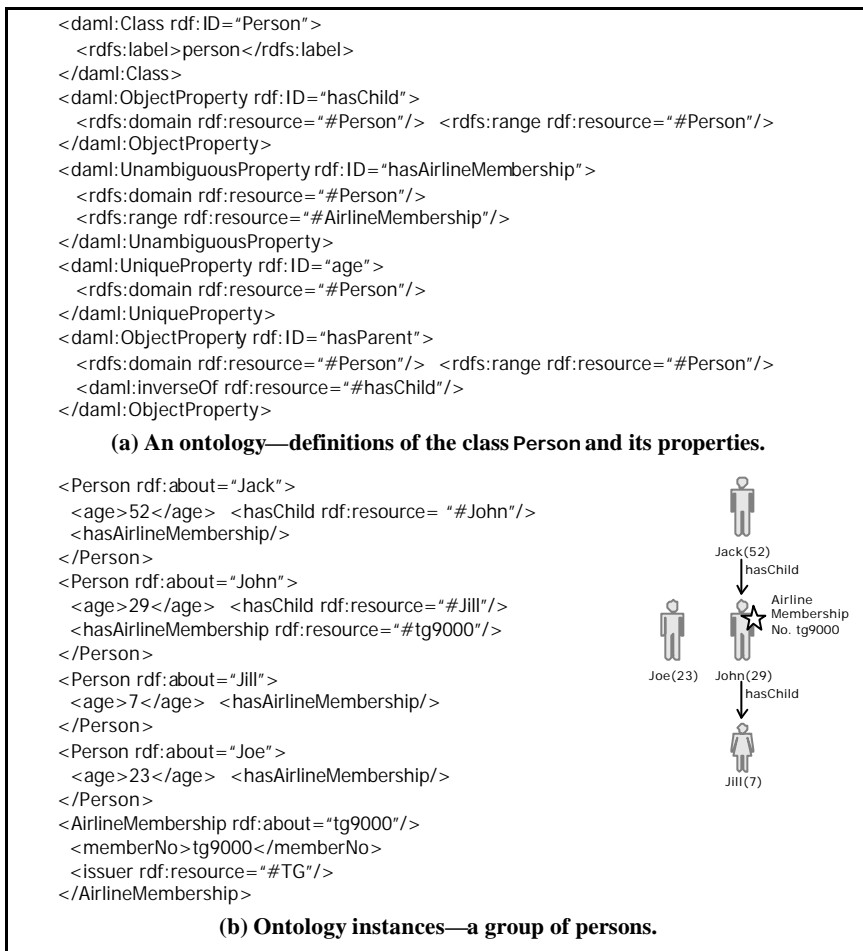 <daml:Class rdf:ID="Person">
<rdfs:label>person</rdfs:label>
</daml:Class>
<daml:ObjectProperty rdf:ID="hasChild">
<rdfs:domain rdf:resource="#Person"/> <rdfs:range rdf:resource="#Person"/>
</daml:ObjectProperty>
<daml:UnambiguousProperty rdf:ID="hasAirlineMembership">
<rdfs:domain rdf:resource="#Person"/>
<rdfs:range rdf:resource="#AirlineMembership"/>
</daml:UnambiguousProperty>
<daml:UniqueProperty rdf:ID="age">
<rdfs:domain rdf:resource="#Person"/>
</daml:UniqueProperty>
<daml:ObjectProperty rdf:ID="hasParent">
<rdfs:domain rdf:resource="#Person"/> <rdfs:range rdf:resource="#Person"/>
<daml:inverseOf rdf:resource="#hasChild"/>
</daml:ObjectProperty>
(a) An ontology—definitions of the class Person and its properties.
<Person rdf:about="Jack">
<age>52</age> <hasChild rdf:resource= "#John"/>
<hasAirlineMembership/>
</Person>
<Person rdf:about="John">
<age>29</age> <hasChild rdf:resource="#Jill"/>
<hasAirlineMembership rdf:resource="#tg9000"/>
</Person>
<Person rdf:about="Jill">
<age>7</age> <hasAirlineMembership/>
</Person>
<Person rdf:about="Joe">
<age>23</age> <hasAirlineMembership/>
</Person>
<AirlineMembership rdf:about="tg9000"/>
<memberNo>tg9000</memberNo>
<issuer rdf:resource="#TG"/>
</AirlineMembership>
Jack(52)
hasChild
Airline
Membership
No. tg9000
Joe(23)
John(29)
hasChild
Jill(7)
(b) Ontology instances—a group of persons.